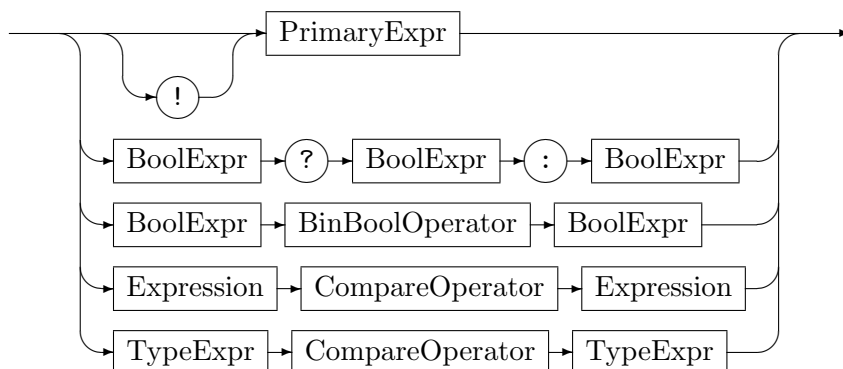 PrimaryExpr
!
BoolExpr ? BoolExpr : BoolExpr
BoolExpr BinBoolOperator BoolExpr
Expression CompareOperator Expression
TypeExpr CompareOperator TypeExpr